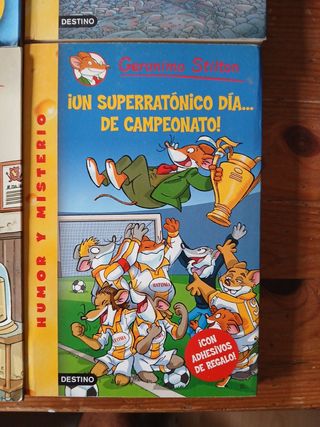 DESTINO
Geronimo Stilton
¡UN SUPERRATÓNICO DÍA...
DE CAMPEONATO!
HUMOR Y MISTERIO
¡CON
ADHESIVOS
DE REGALO!
DESTINO